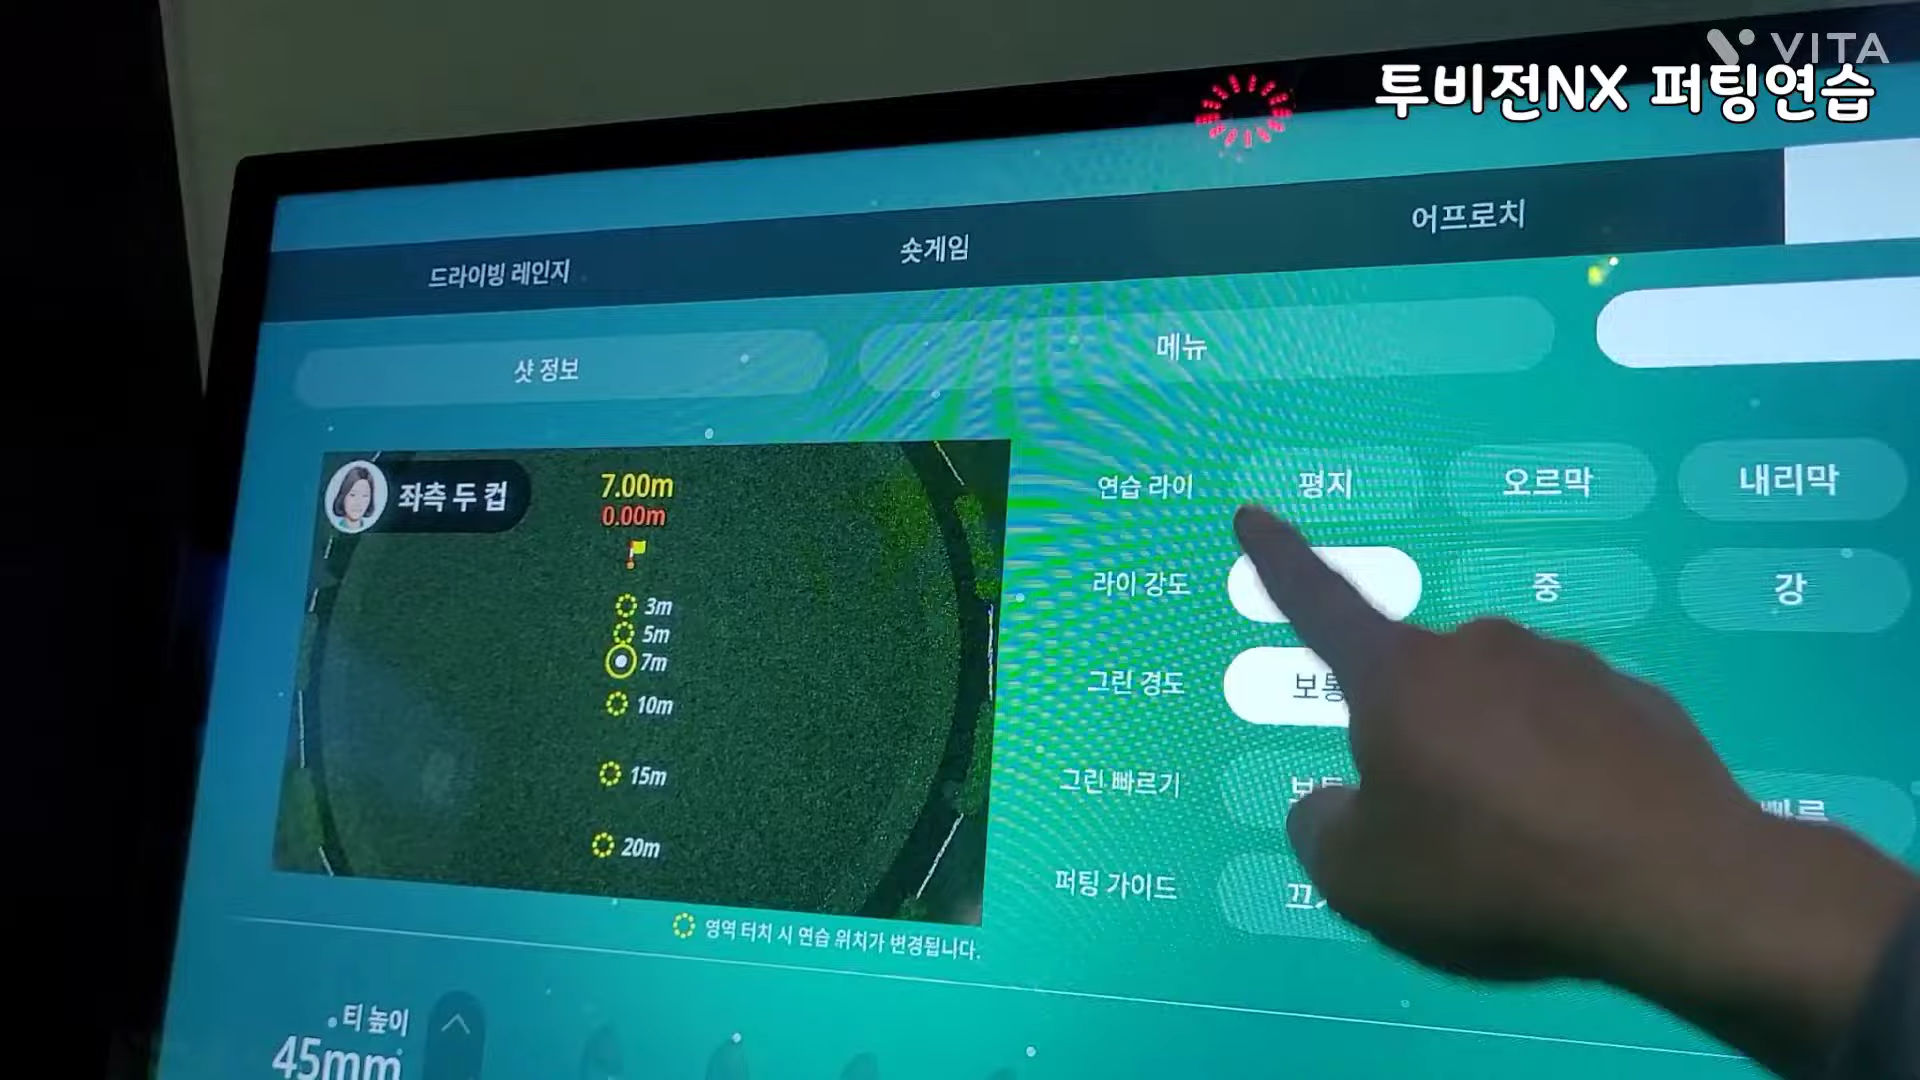 VITA
투비전NX 퍼팅연습
드라이빙 레인지
숏게임
어프로치
샷 정보
메뉴
좌측 두 컵
7.00m
0.00m
3m
5m
7m
10m
15m
20m
영역 터치 시 연습 위치가 변경됩니다.
연습 라이
평지
오르막
내리막
라이 강도
중
강
그린 경도
보통
그린 빠르기
퍼팅 가이드
티 높이
45mm